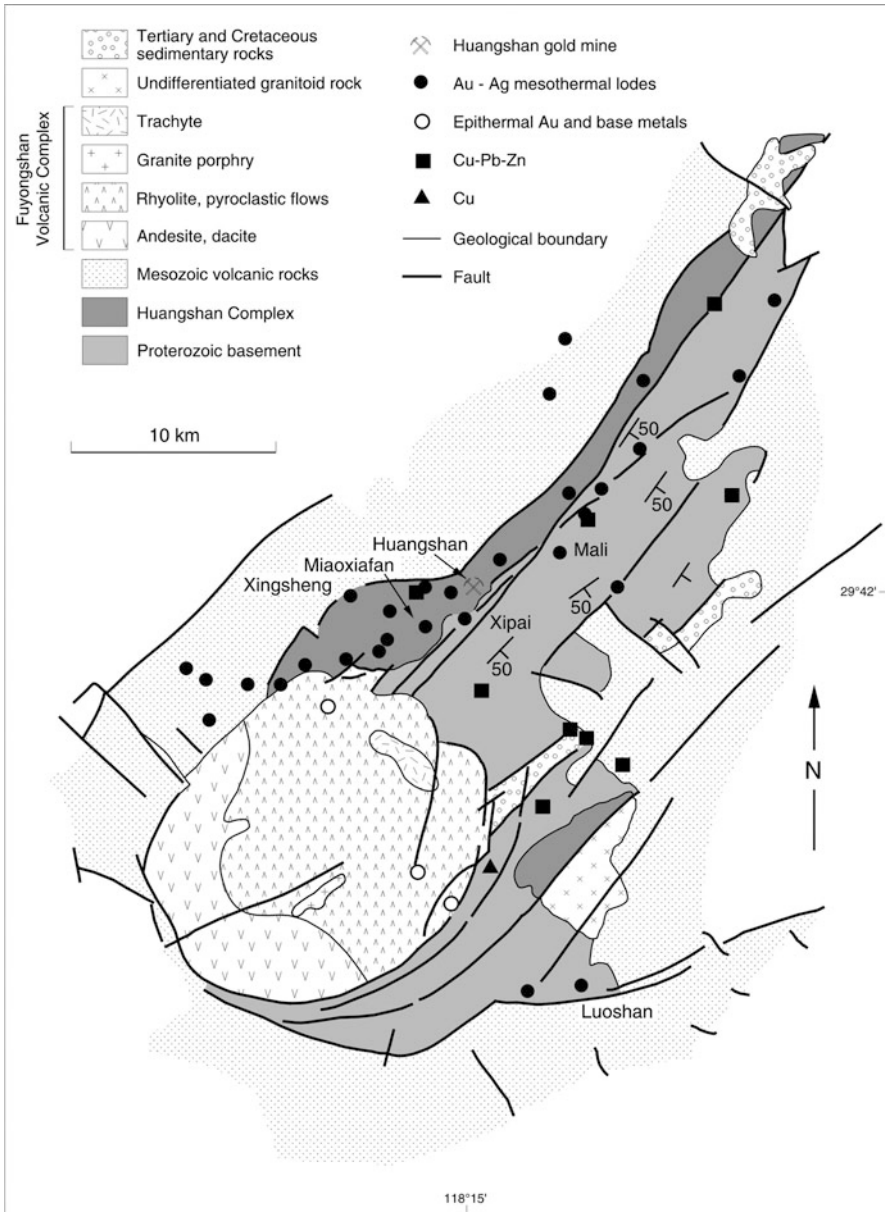 Tertiary and Cretaceous
sedimentary rocks
Undifferentiated granitoid rock
Fuyongshan
Volcanic Complex
Trachyte
Granite porphry
Rhyolite, pyroclastic flows
Andesite, dacite
Mesozoic volcanic rocks
Huangshan Complex
Proterozoic basement
Huangshan gold mine
Au - Ag mesothermal lodes
Epithermal Au and base metals
Cu-Pb-Zn
Cu
Geological boundary
Fault
10 km
50
50
Huangshan
Miaoxiafan
Xingsheng
Mali
29°42'
50
Xipai
50
N
Luoshan
118°15'